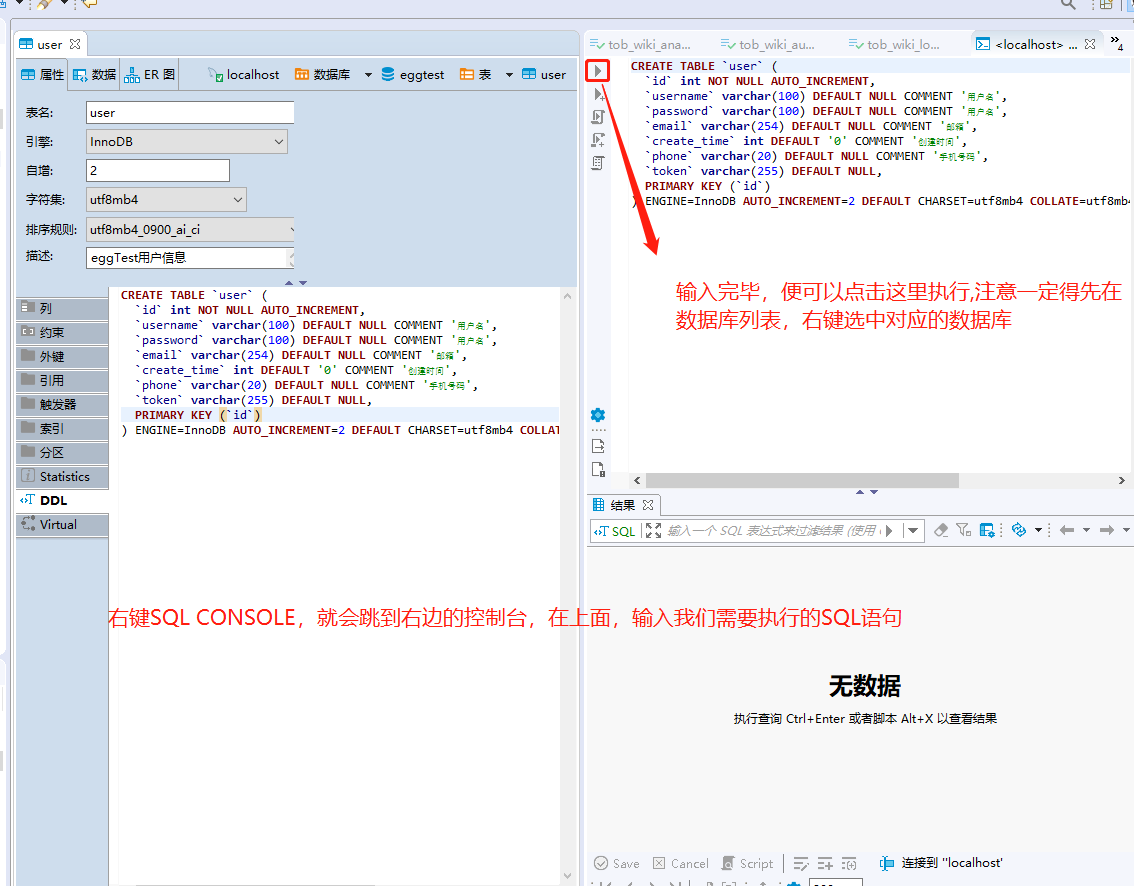 user
属性 数据 ER 图 localhost 数据库 eggtest 表 user
表名: user
引擎: InnoDB
自增: 2
字符集: utf8mb4
排序规则: utf8mb4_0900_ai_ci
描述: eggTest用户信息
列
约束
外键
引用
触发器
索引
分区
Statistics
DDL
Virtual
CREATE TABLE `user` (
`id` int NOT NULL AUTO_INCREMENT,
`username` varchar(100) DEFAULT NULL COMMENT '用户名',
`password` varchar(100) DEFAULT NULL COMMENT '用户名',
`email` varchar(254) DEFAULT NULL COMMENT '邮箱',
`create_time` int DEFAULT '0' COMMENT '创建时间',
`phone` varchar(20) DEFAULT NULL COMMENT '手机号码',
`token` varchar(255) DEFAULT NULL,
PRIMARY KEY (`id`)
) ENGINE=InnoDB AUTO_INCREMENT=2 DEFAULT CHARSET=utf8mb4 COLLAT
tob_wiki_ana... tob_wiki_au... tob_wiki_lo... <localhost> ... »4
CREATE TABLE `user` (
`id` int NOT NULL AUTO_INCREMENT,
`username` varchar(100) DEFAULT NULL COMMENT '用户名',
`password` varchar(100) DEFAULT NULL COMMENT '用户名',
`email` varchar(254) DEFAULT NULL COMMENT '邮箱',
`create_time` int DEFAULT '0' COMMENT '创建时间',
`phone` varchar(20) DEFAULT NULL COMMENT '手机号码',
`token` varchar(255) DEFAULT NULL,
PRIMARY KEY (`id`)
) ENGINE=InnoDB AUTO_INCREMENT=2 DEFAULT CHARSET=utf8mb4 COLLATE=utf8mb4
输入完毕，便可以点击这里执行,注意一定得先在
数据库列表，右键选中对应的数据库
结果
SQL 输入一个 SQL 表达式来过滤结果 (使用
右键SQL CONSOLE，就会跳到右边的控制台，在上面，输入我们需要执行的SQL语句
无数据
执行查询 Ctrl+Enter 或者脚本 Alt+X 以查看结果
Save Cancel Script 连接到 "localhost'